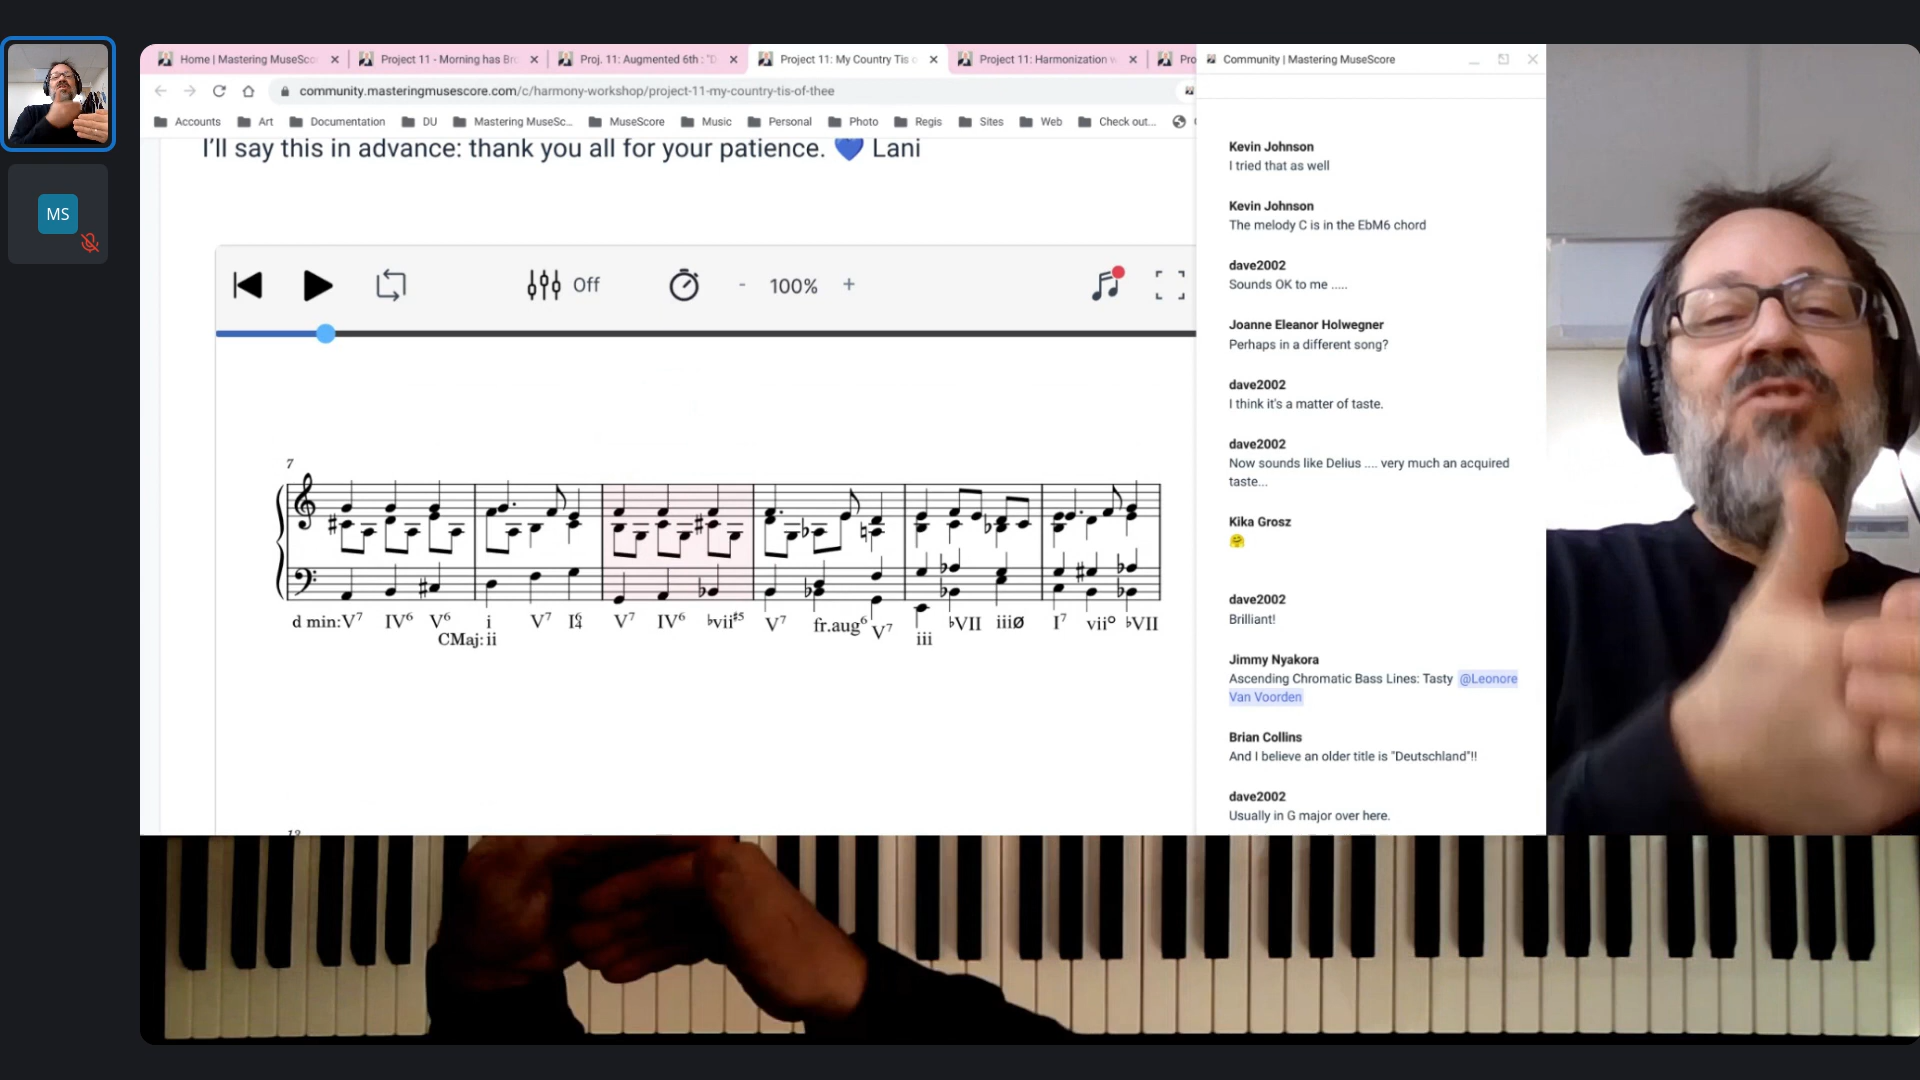 Home | Mastering MuseSco
Project 11 - Morning has Br
Proj. 11: Augmented 6th : "D
Project 11: My Country Tis o
Project 11: Harmonization
Pro
Community | Mastering MuseScore
community.masteringmusescore.com/c/harmony-workshop/project-11-my-country-tis-of-thee
Accounts
Art
Documentation
DU
Mastering MuseSc...
MuseScore
Music
Personal
Photo
Regis
Sites
Web
Check out...
I'll say this in advance: thank you all for your patience. 💙 Lani
MS
Off
- 100% +
7
d min: V7 IV6 V6 i V7 I64 V7 IV6 ♭vii♯5 V7 fr.aug6 V7 iii ♭VII iiiØ I7 vii° ♭VII
CMaj: ii
13
Kevin Johnson
I tried that as well
Kevin Johnson
The melody C is in the EbM6 chord
dave2002
Sounds OK to me .....
Joanne Eleanor Holwegner
Perhaps in a different song?
dave2002
I think it's a matter of taste.
dave2002
Now sounds like Delius .... very much an acquired
taste...
Kika Grosz
🤗
dave2002
Brilliant!
Jimmy Nyakora
Ascending Chromatic Bass Lines: Tasty @Leonore
Van Voorden
Brian Collins
And I believe an older title is "Deutschland"!!
dave2002
Usually in G major over here.